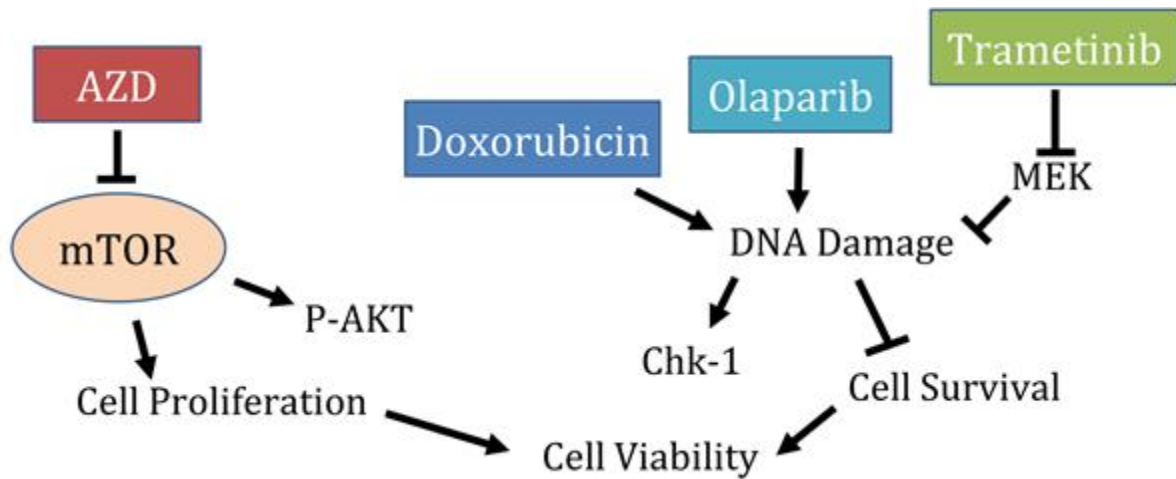 Trametinib
AZD
Olaparib
Doxorubicin
MEK
mTOR
DNA Damage
P-AKT
Chk-1
Cell Proliferation
Cell Survival
Cell Viability